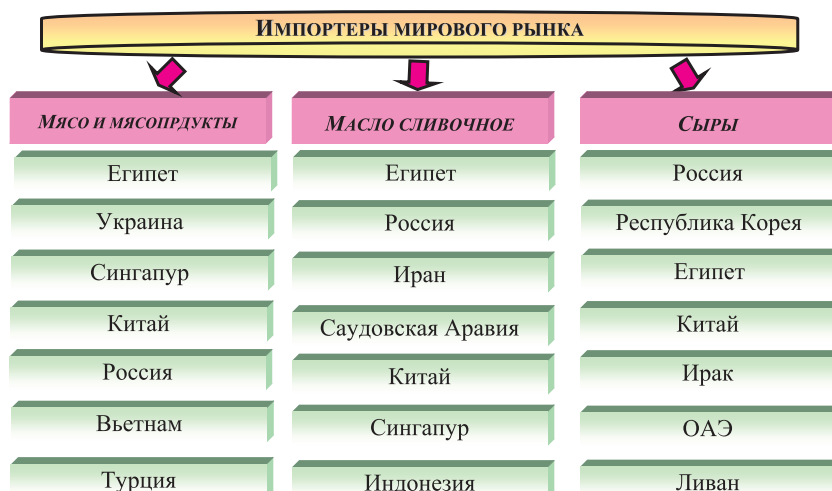 ИМПОРТЕРЫ МИРОВОГО РЫНКА
МЯСО И МЯСОПРДУКТЫ
Египет
Украина
Сингапур
Китай
Россия
Вьетнам
Турция
МАСЛО СЛИВОЧНОЕ
Египет
Россия
Иран
Саудовская Аравия
Китай
Сингапур
Индонезия
СЫРЫ
Россия
Республика Корея
Египет
Китай
Ирак
ОАЭ
Ливан